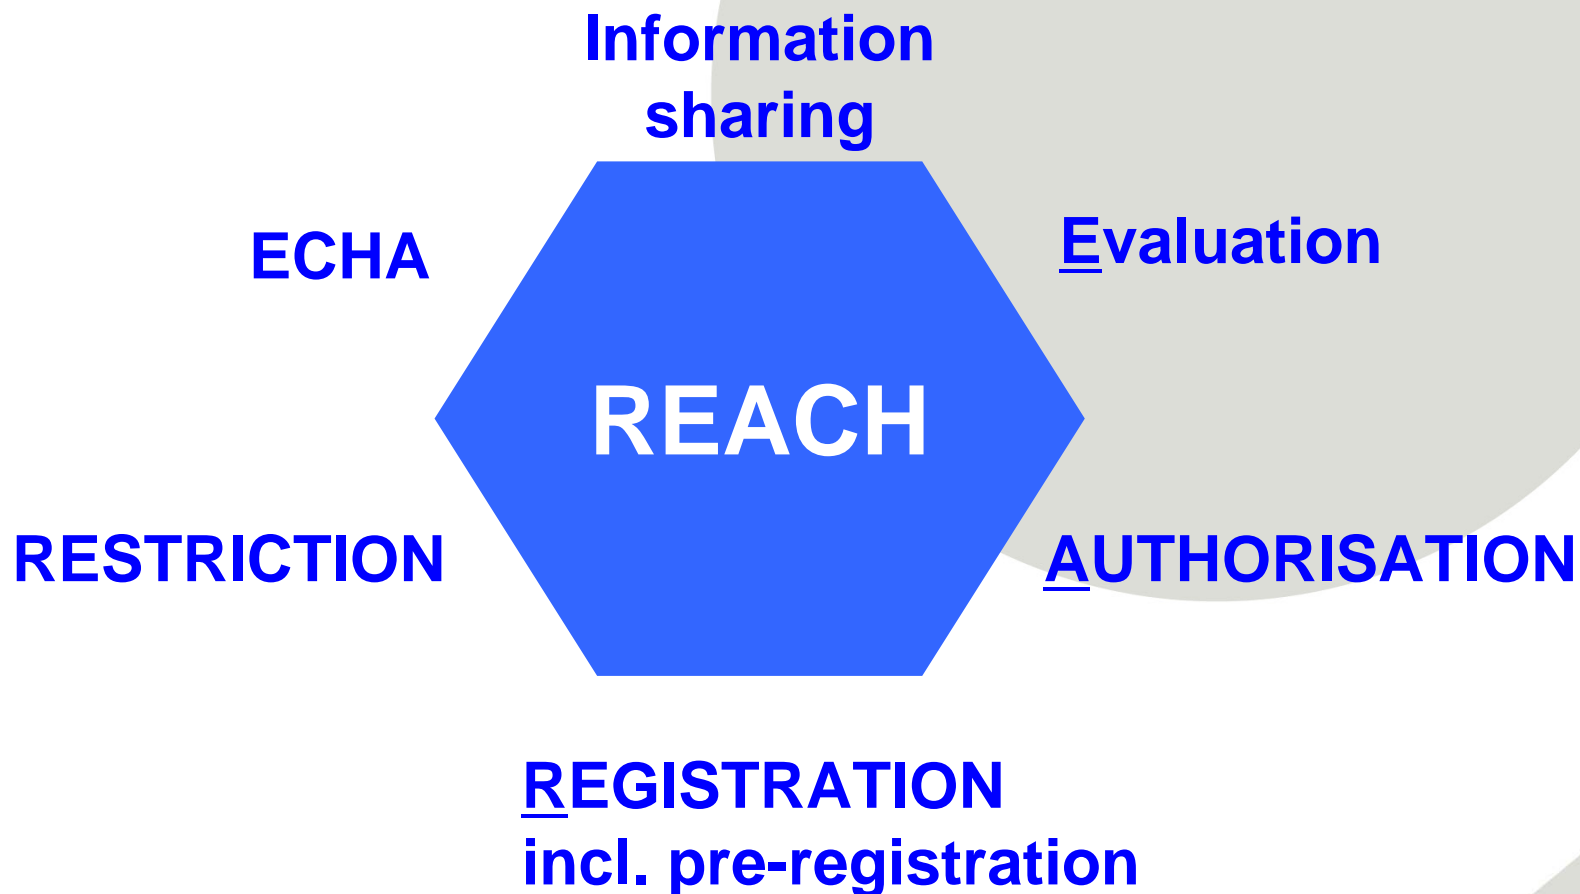 Information
sharing
ECHA
Evaluation
REACH
RESTRICTION
AUTHORISATION
REGISTRATION
incl. pre-registration